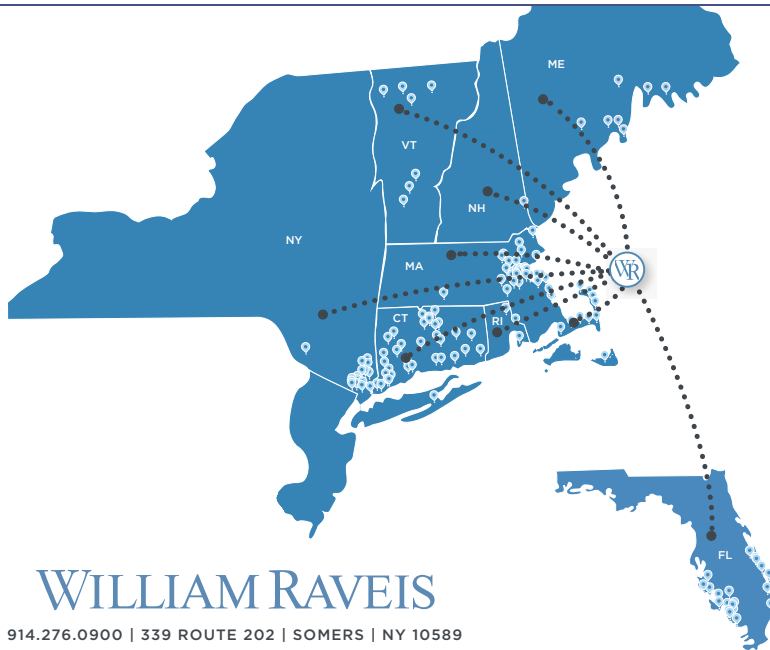 ME
VT
NH
NY
MA
WR
CT
RI
FL
WILLIAM RAVEIS
914.276.0900 | 339 ROUTE 202 | SOMERS | NY 10589